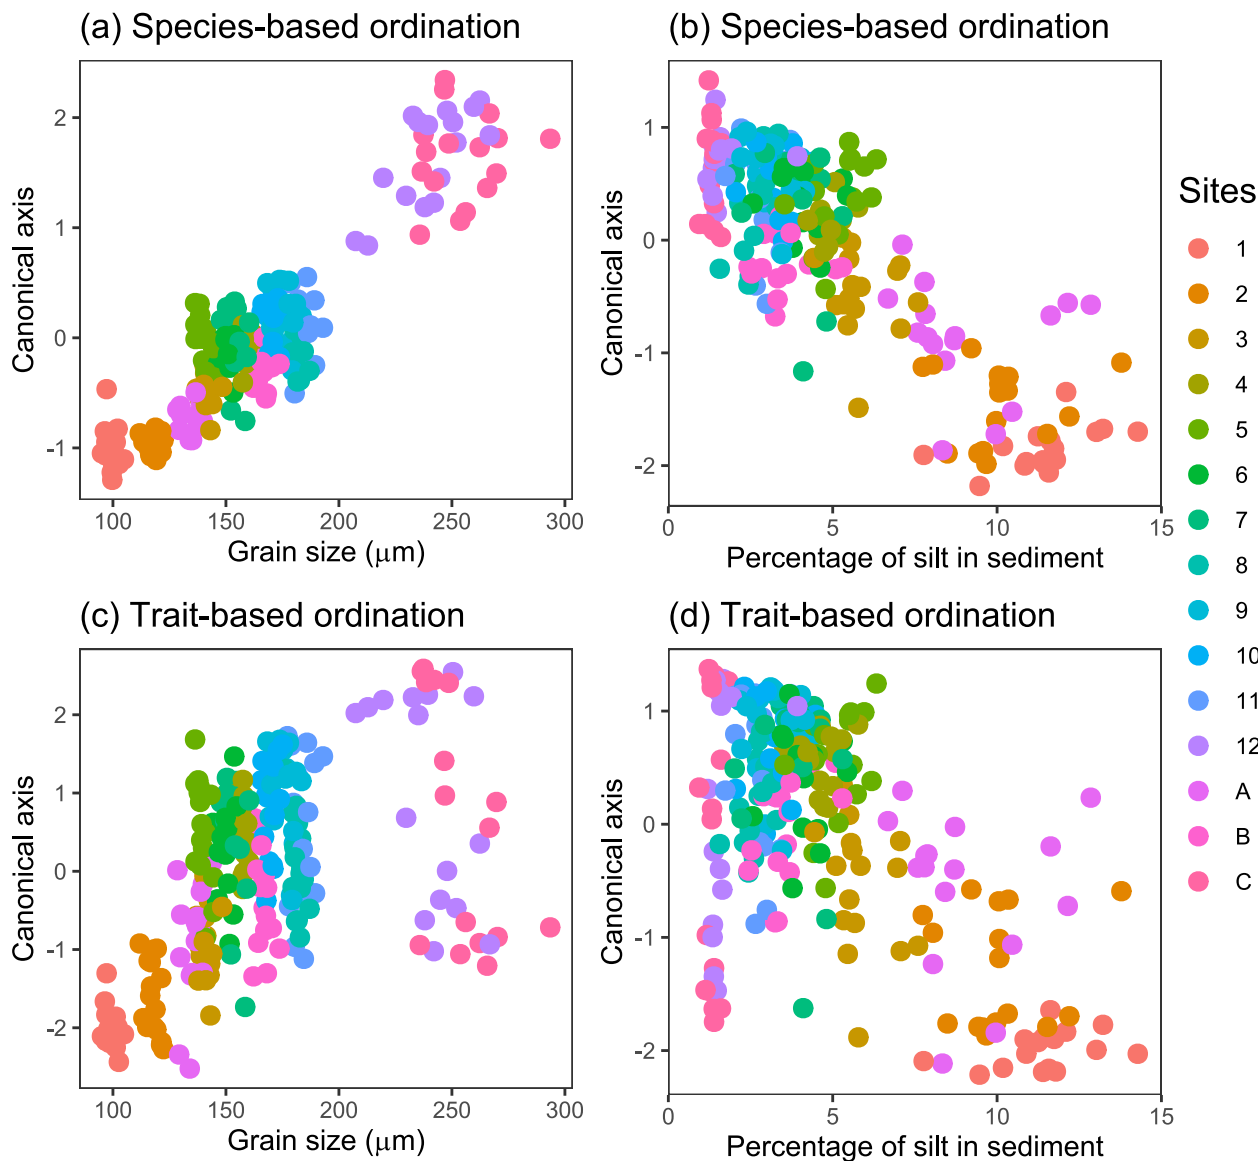 (a) Species-based ordination
(b) Species-based ordination
Canonical axis
2
1
0
-1
100
150
200
250
300
Grain size (μm)
Canonical axis
1
0
-1
-2
0
5
10
15
Percentage of silt in sediment
(c) Trait-based ordination
(d) Trait-based ordination
Canonical axis
2
1
0
-1
-2
100
150
200
250
300
Grain size (μm)
Canonical axis
1
0
-1
-2
0
5
10
15
Percentage of silt in sediment
Sites
1
2
3
4
5
6
7
8
9
10
11
12
A
B
C